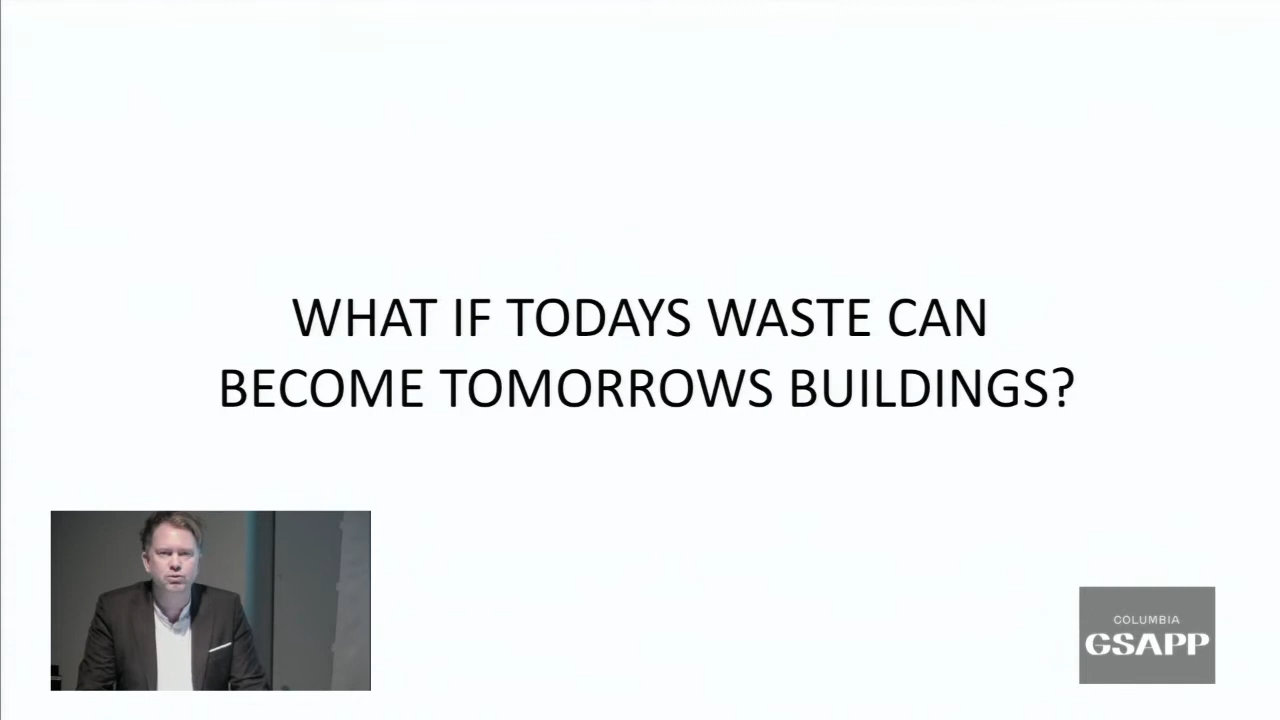 WHAT IF TODAYS WASTE CAN
BECOME TOMORROWS BUILDINGS?
COLUMBIA
GSAPP